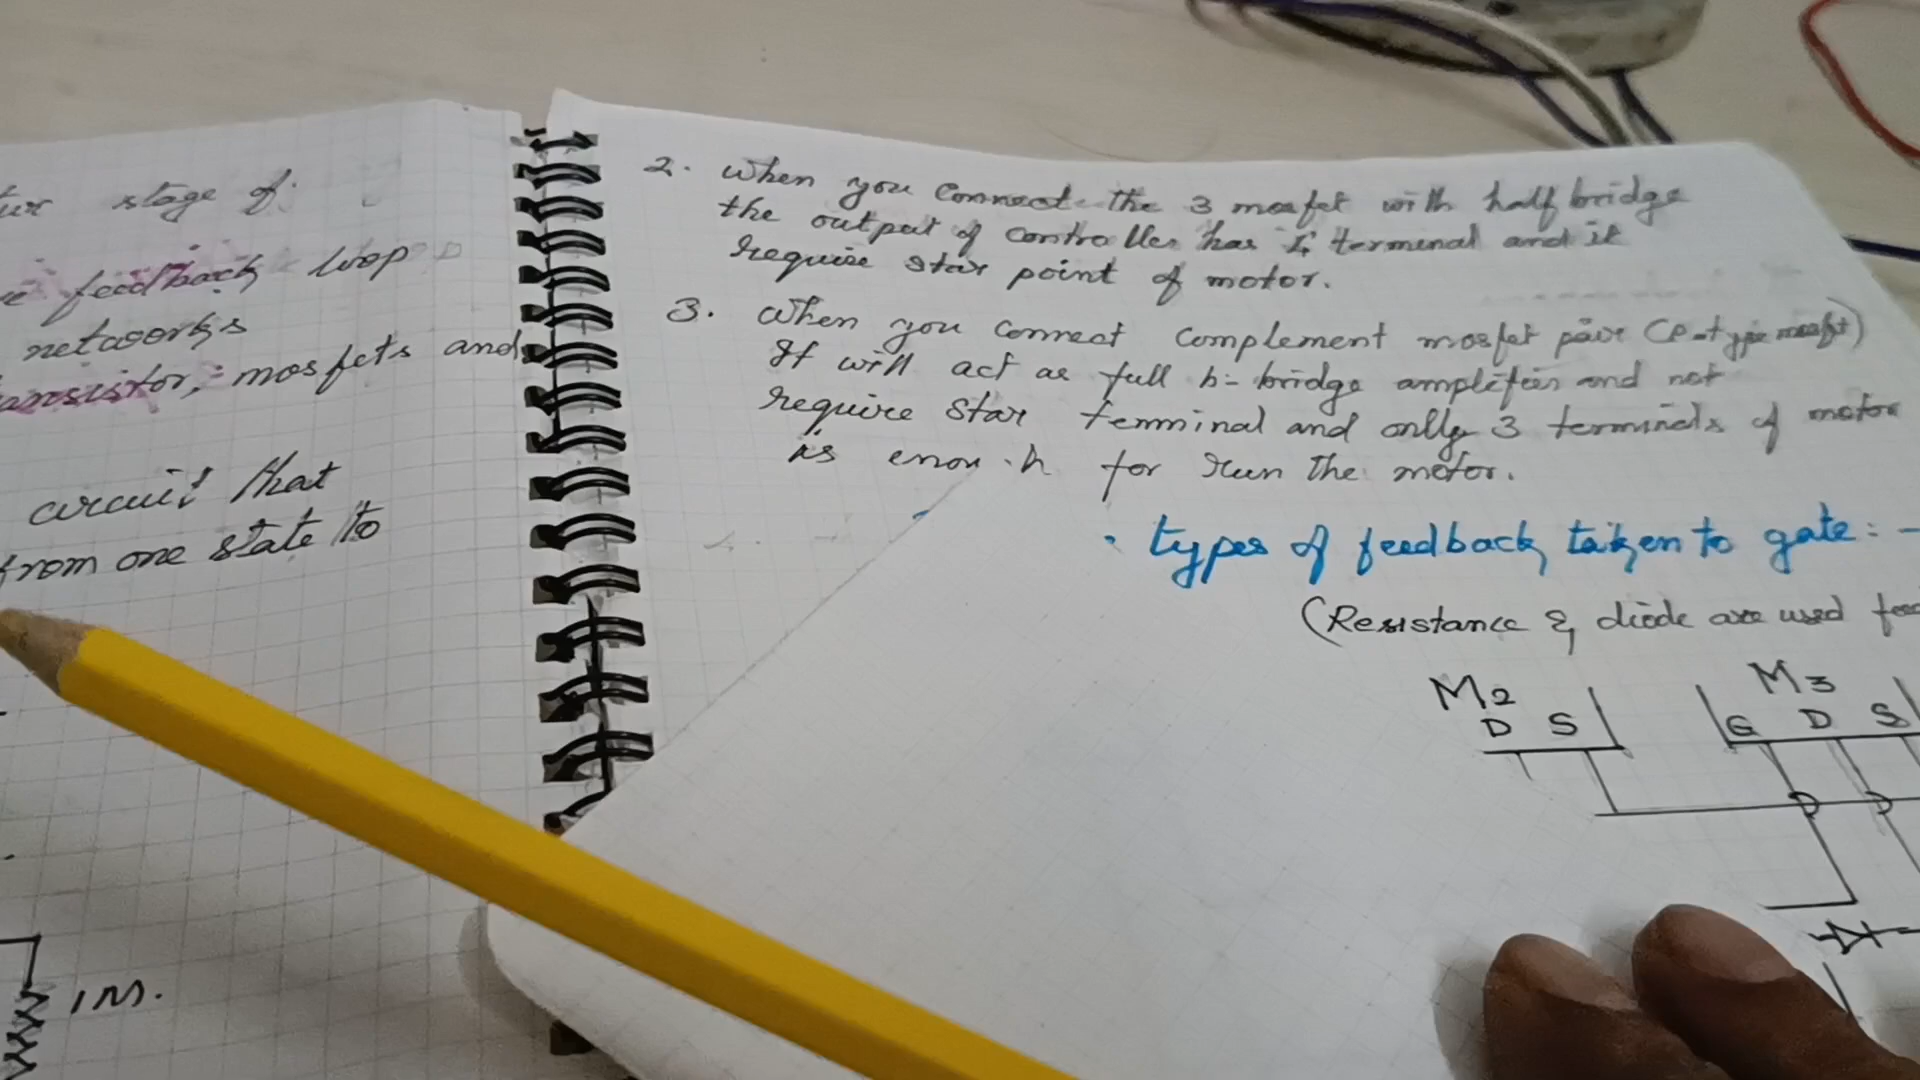 stage of:
feedback loop
networks
mosfets and
circuit that
from one state to
1M.
2. When you connect the 3 mosfet with half bridge
the output of controller has 4 terminal and it
require star point of motor.
3. When you connect complement mosfet pair (P-type mosfet)
It will act as full h-bridge amplifier and not
require star terminal and only 3 terminals of motor
is enough for run the motor.
types of feedback taken to gate:-
(Resistance & diode are used
M2
D S
M3
G D S